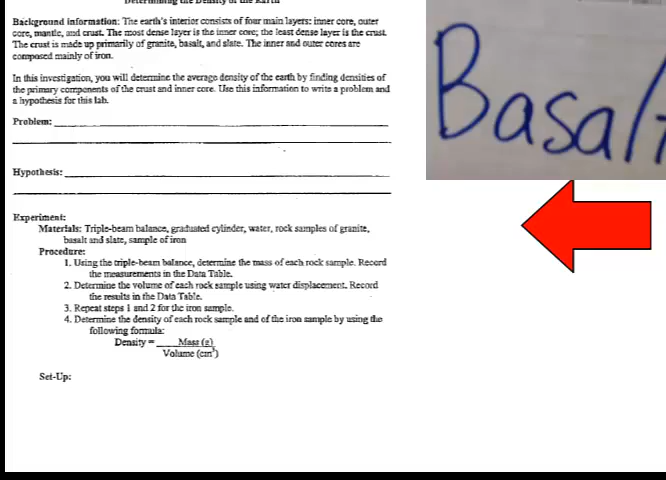 Determining the Density of the Earth
Background information: The earth's interior consists of four main layers: inner core, outer
core, mantle, and crust. The most dense layer is the inner core; the least dense layer is the crust.
The crust is made up primarily of granite, basalt, and slate. The inner and outer cores are
composed mainly of iron.
In this investigation, you will determine the average density of the earth by finding densities of
the primary components of the crust and inner core. Use this information to write a problem and
a hypothesis for this lab.
Problem:
Hypothesis:
Experiment:
Materials: Triple-beam balance, graduated cylinder, water, rock samples of granite,
basalt and slate, sample of iron
Procedure:
1. Using the triple-beam balance, determine the mass of each rock sample. Record
the measurements in the Data Table.
2. Determine the volume of each rock sample using water displacement. Record
the results in the Data Table.
3. Repeat steps 1 and 2 for the iron sample.
4. Determine the density of each rock sample and of the iron sample by using the
following formula:
Density = Mass (g)
Volume (cm³)
Set-Up:
Basalt